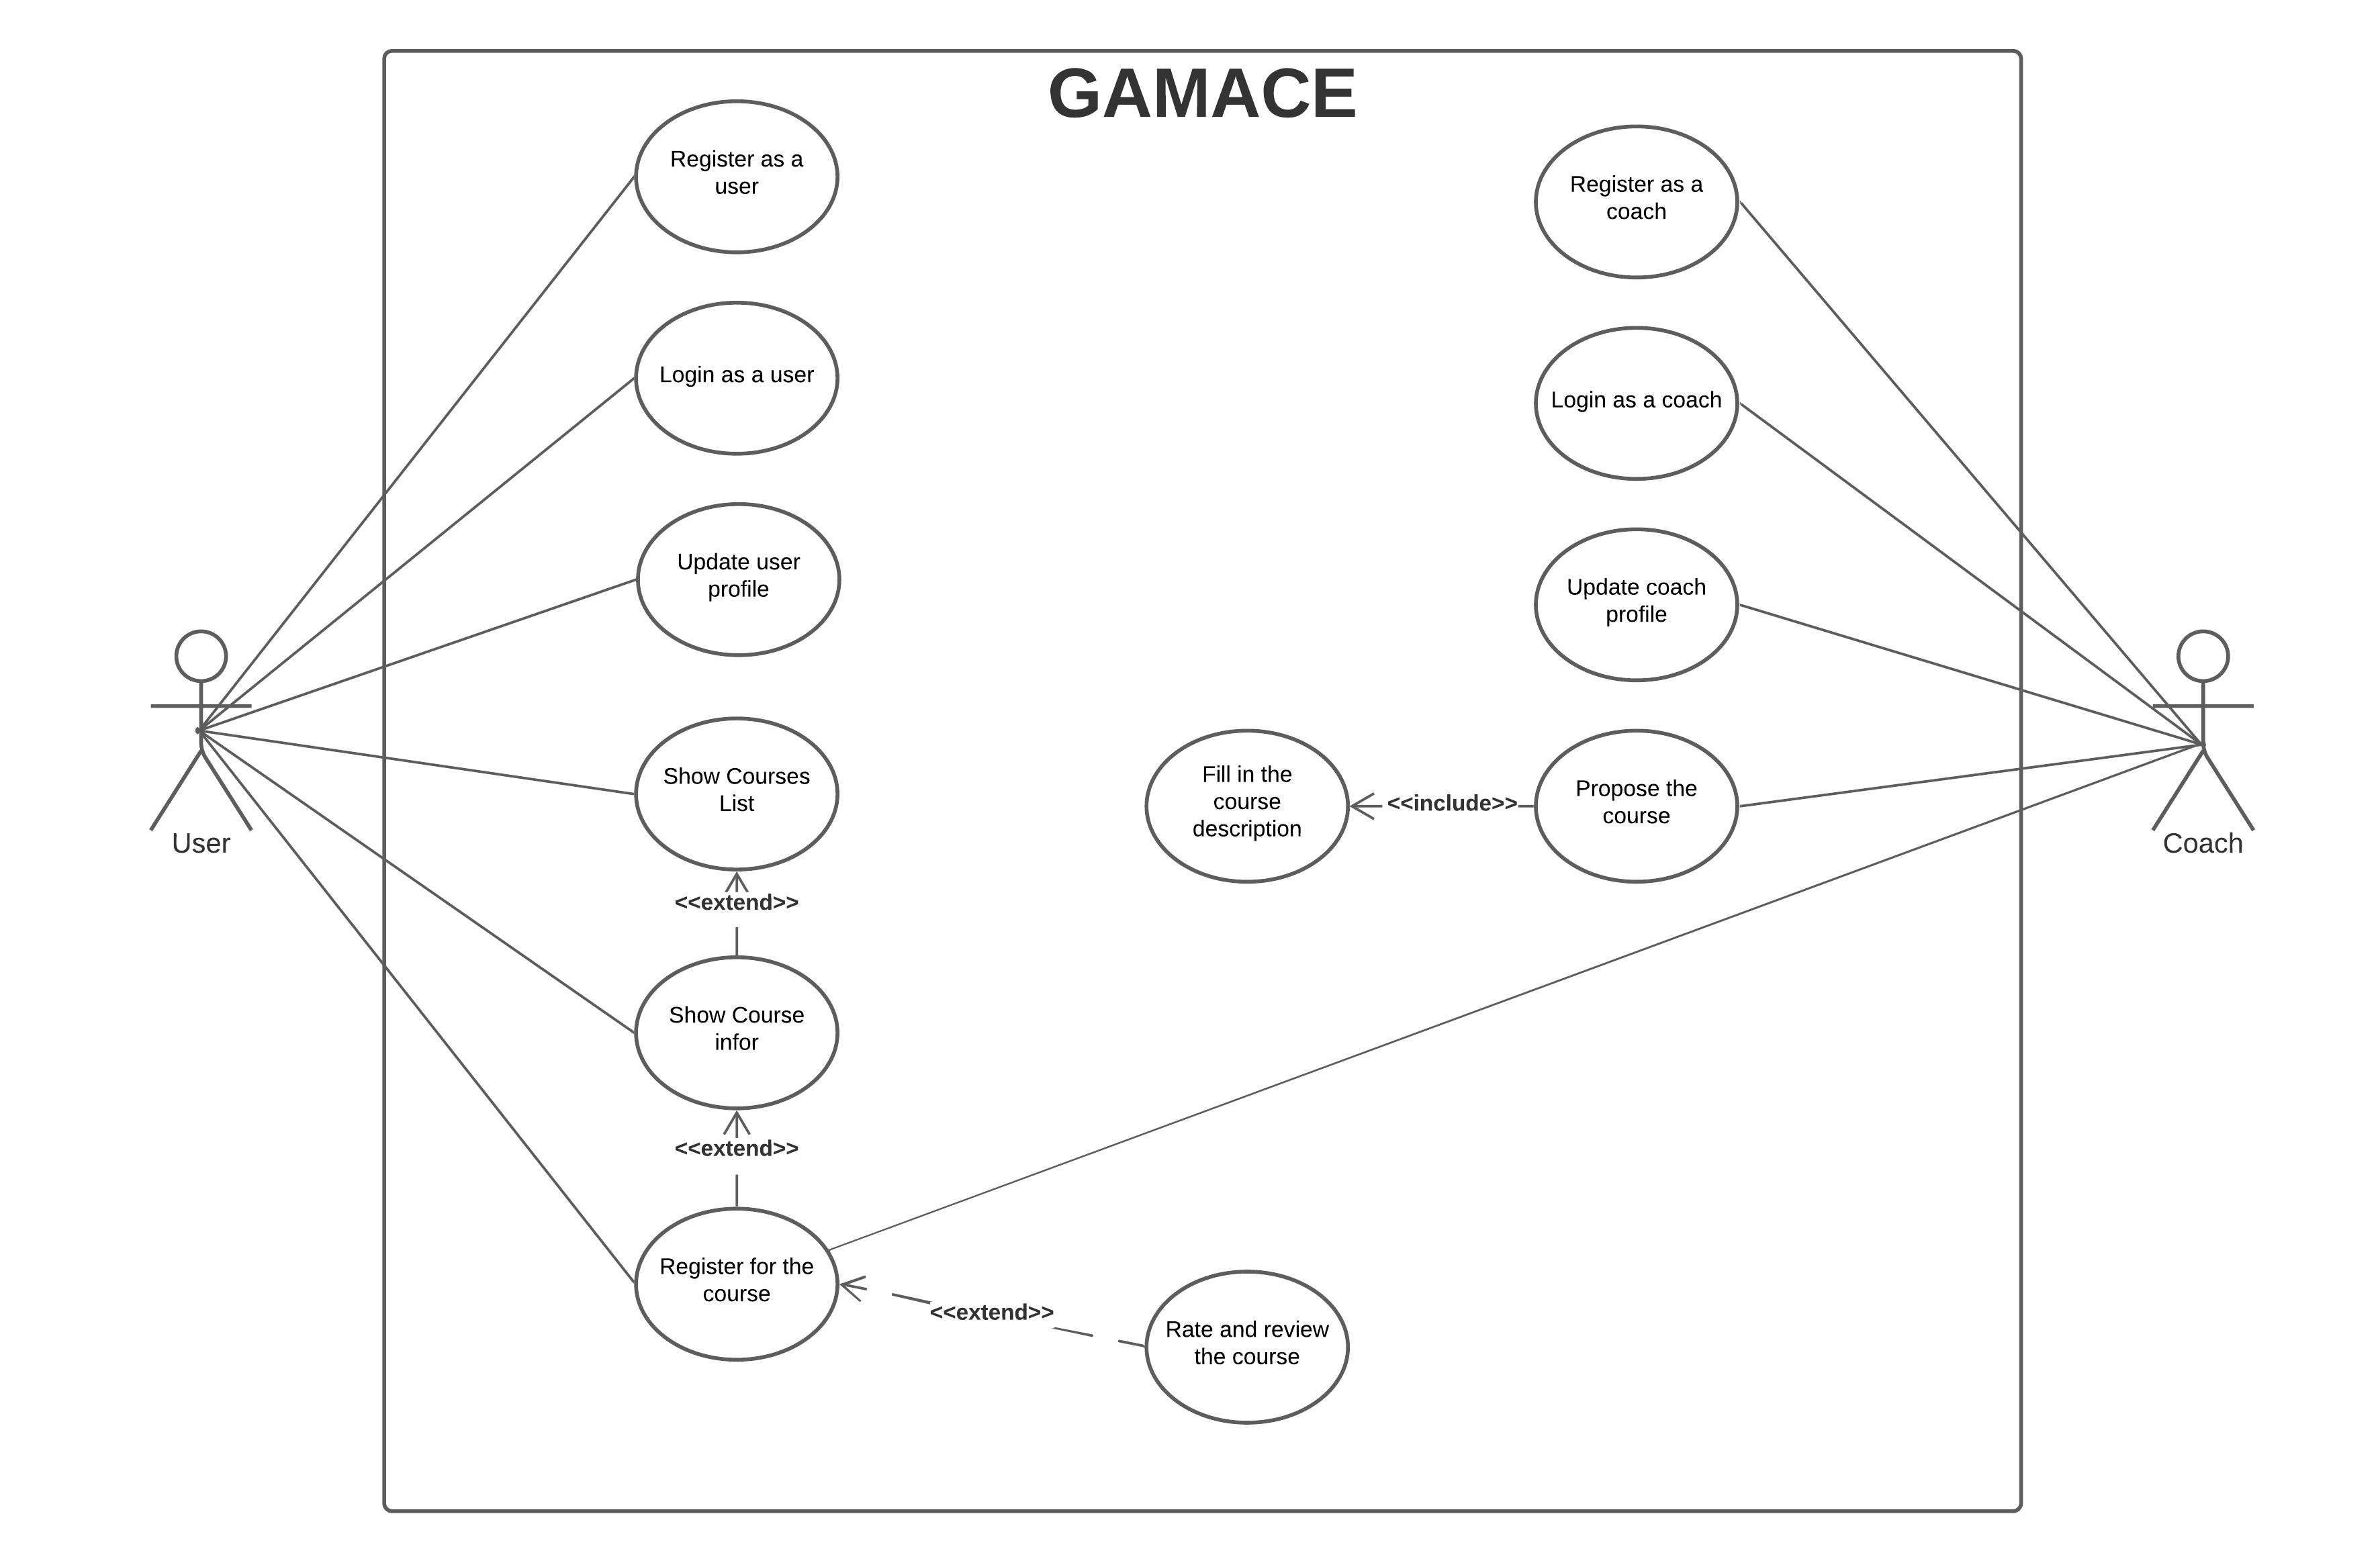 GAMACE
Register as a
user
Login as a user
Update user
profile
Show Courses
List
<<extend>>
Show Course
infor
<<extend>>
Register for the
course
<<extend>>
Rate and review
the course
User
Register as a
coach
Login as a coach
Update coach
profile
Propose the
course
<<include>>
Fill in the
course
description
Coach